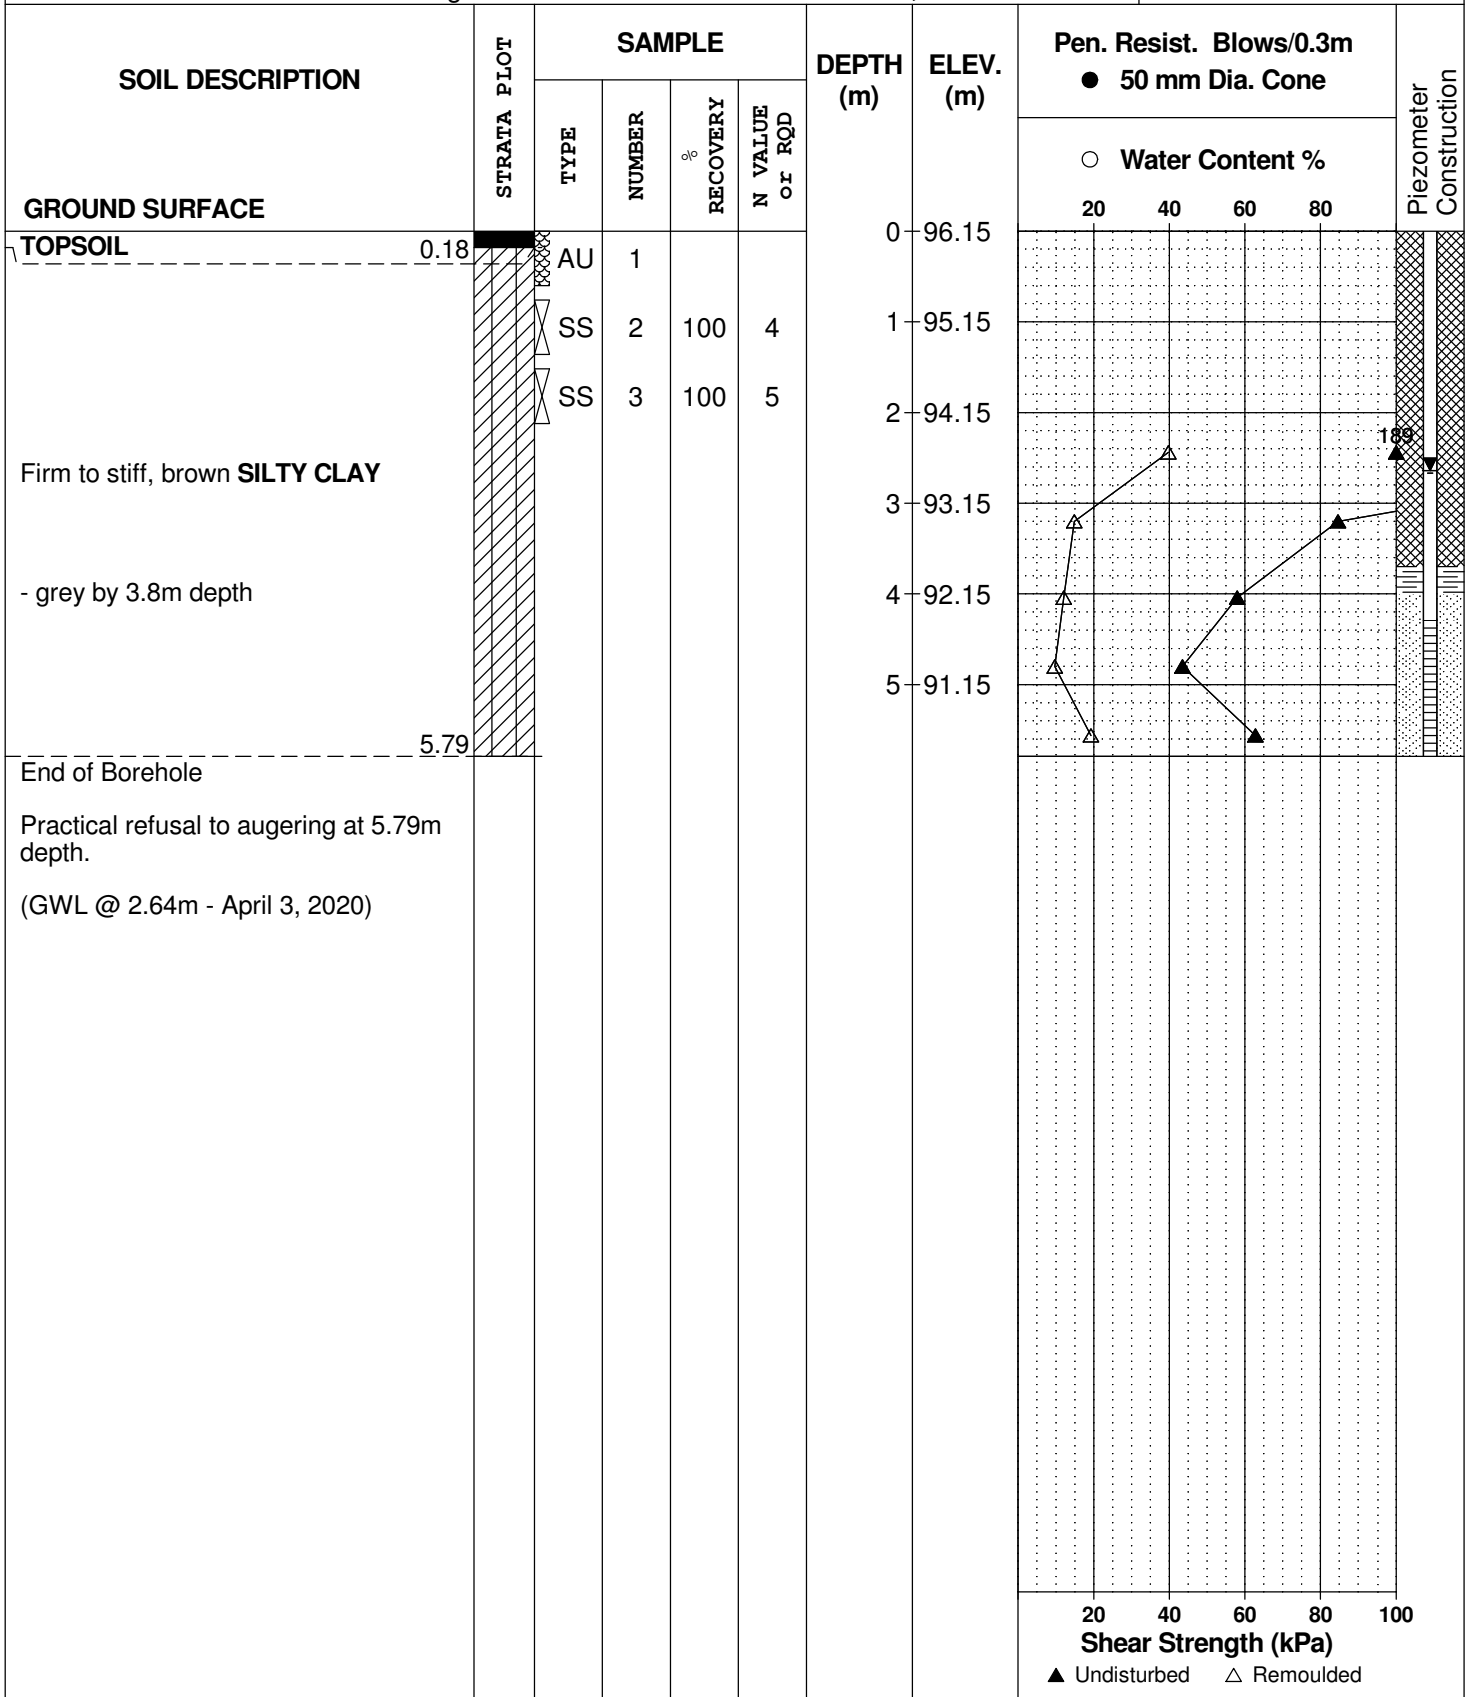 SOIL DESCRIPTION
GROUND SURFACE
STRATA PLOT
SAMPLE
TYPE
NUMBER
% RECOVERY
N VALUE or RQD
DEPTH (m)
ELEV. (m)
Pen. Resist. Blows/0.3m
● 50 mm Dia. Cone
○ Water Content %
20 40 60 80
Piezometer Construction
TOPSOIL 0.18
AU 1
0 96.15
SS 2 100 4
1 95.15
SS 3 100 5
2 94.15
189
Firm to stiff, brown SILTY CLAY
3 93.15
- grey by 3.8m depth
4 92.15
5 91.15
5.79
End of Borehole
Practical refusal to augering at 5.79m
depth.
(GWL @ 2.64m - April 3, 2020)
20 40 60 80 100
Shear Strength (kPa)
▲ Undisturbed △ Remoulded